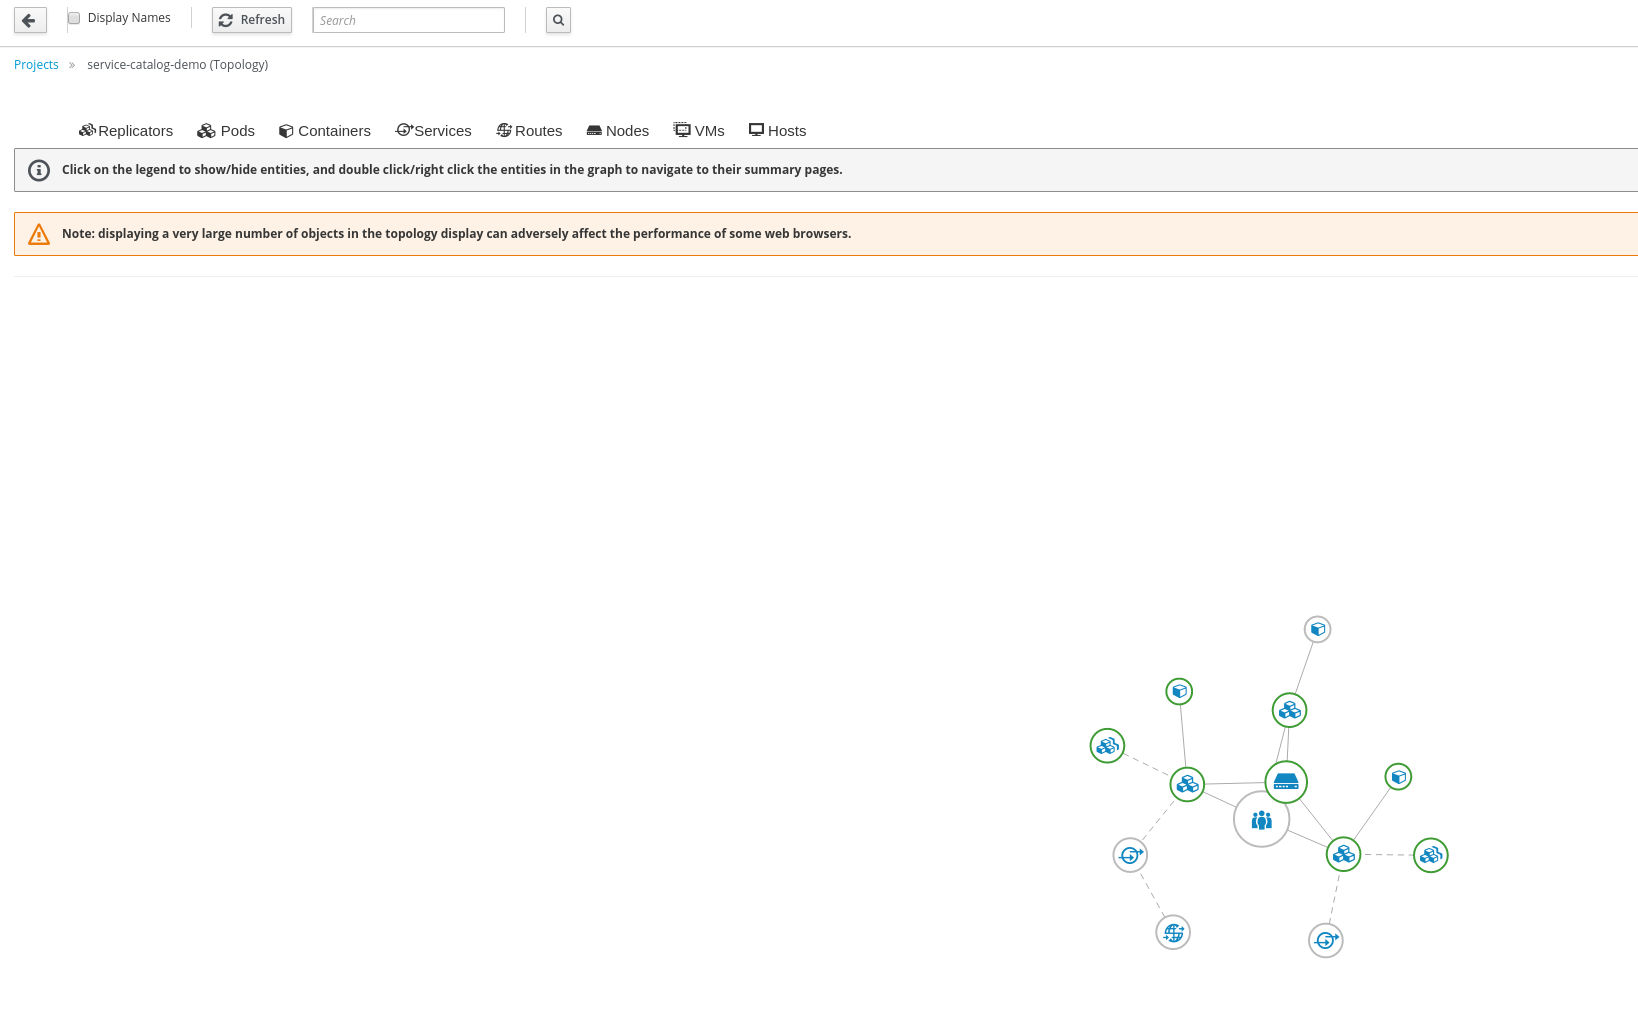 Display Names Refresh Search
Projects » service-catalog-demo (Topology)
Replicators Pods Containers Services Routes Nodes VMs Hosts
Click on the legend to show/hide entities, and double click/right click the entities in the graph to navigate to their summary pages.
Note: displaying a very large number of objects in the topology display can adversely affect the performance of some web browsers.